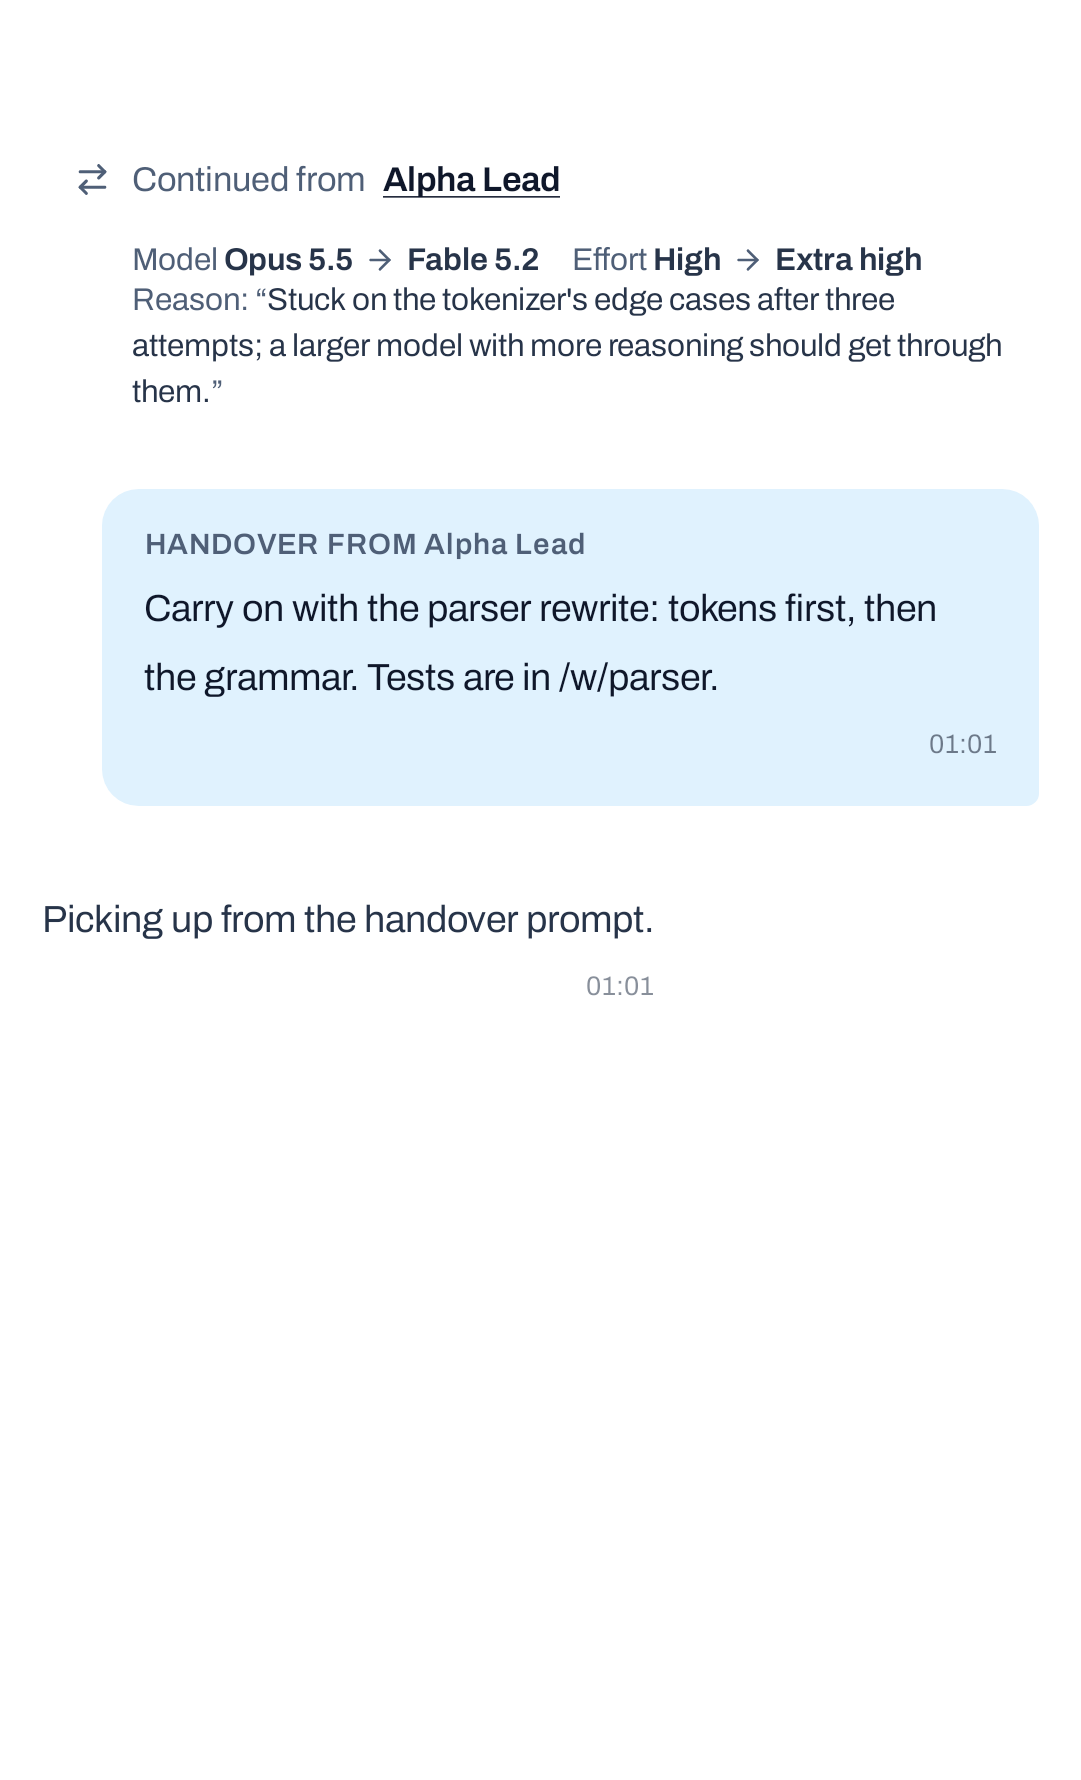 Continued from Alpha Lead
Model Opus 5.5 → Fable 5.2 Effort High → Extra high
Reason: “Stuck on the tokenizer's edge cases after three
attempts; a larger model with more reasoning should get through
them.”
HANDOVER FROM Alpha Lead
Carry on with the parser rewrite: tokens first, then
the grammar. Tests are in /w/parser.
01:01
Picking up from the handover prompt.
01:01